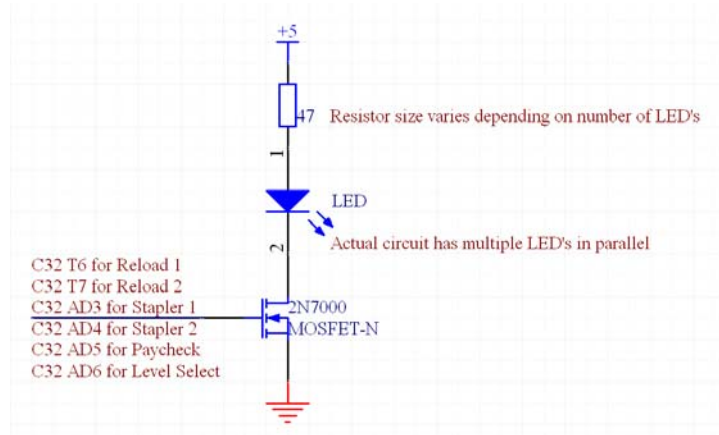 +5
47
Resistor size varies depending on number of LED's
1
LED
Actual circuit has multiple LED's in parallel
2
C32 T6 for Reload 1
C32 T7 for Reload 2
C32 AD3 for Stapler 1
C32 AD4 for Stapler 2
C32 AD5 for Paycheck
C32 AD6 for Level Select
2N7000
MOSFET-N